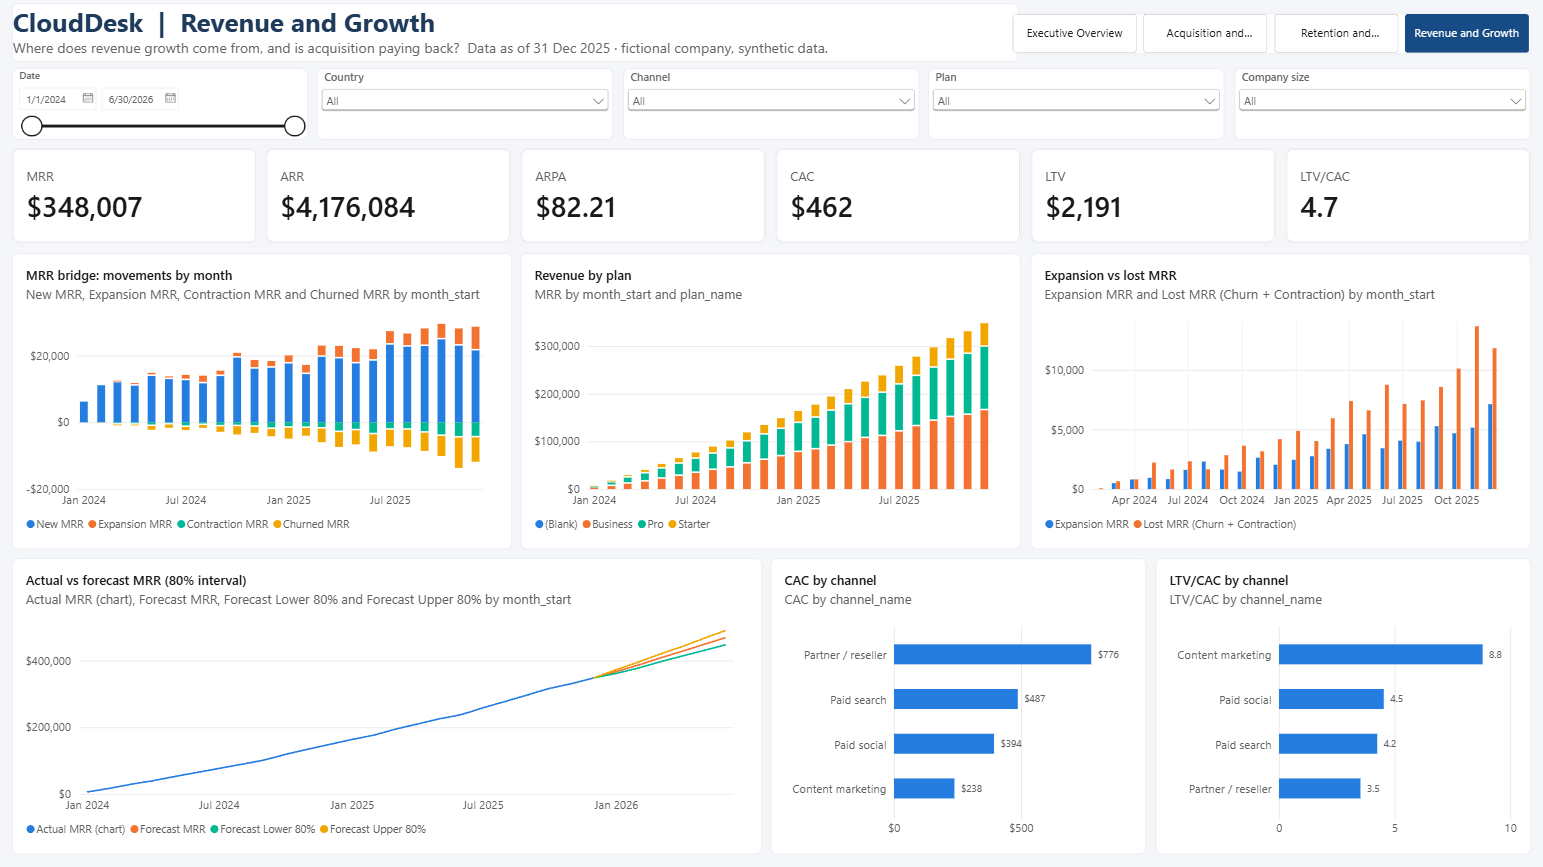 CloudDesk | Revenue and Growth
Where does revenue growth come from, and is acquisition paying back? Data as of 31 Dec 2025 · fictional company, synthetic data.
Executive Overview
Acquisition and...
Retention and...
Revenue and Growth
Date
1/1/2024
6/30/2026
Country
All
Channel
All
Plan
All
Company size
All
MRR
$348,007
ARR
$4,176,084
ARPA
$82.21
CAC
$462
LTV
$2,191
LTV/CAC
4.7
MRR bridge: movements by month
New MRR, Expansion MRR, Contraction MRR and Churned MRR by month_start
$20,000
$0
-$20,000
Jan 2024 Jul 2024 Jan 2025 Jul 2025
New MRR Expansion MRR Contraction MRR Churned MRR
Revenue by plan
MRR by month_start and plan_name
$300,000
$200,000
$100,000
$0
Jan 2024 Jul 2024 Jan 2025 Jul 2025
(Blank) Business Pro Starter
Expansion vs lost MRR
Expansion MRR and Lost MRR (Churn + Contraction) by month_start
$10,000
$5,000
$0
Apr 2024 Jul 2024 Oct 2024 Jan 2025 Apr 2025 Jul 2025 Oct 2025
Expansion MRR Lost MRR (Churn + Contraction)
Actual vs forecast MRR (80% interval)
Actual MRR (chart), Forecast MRR, Forecast Lower 80% and Forecast Upper 80% by month_start
$400,000
$200,000
$0
Jan 2024 Jul 2024 Jan 2025 Jul 2025 Jan 2026
Actual MRR (chart) Forecast MRR Forecast Lower 80% Forecast Upper 80%
CAC by channel
CAC by channel_name
Partner / reseller $776
Paid search $487
Paid social $394
Content marketing $238
$0 $500
LTV/CAC by channel
LTV/CAC by channel_name
Content marketing 8.8
Paid social 4.5
Paid search 4.2
Partner / reseller 3.5
0 5 10